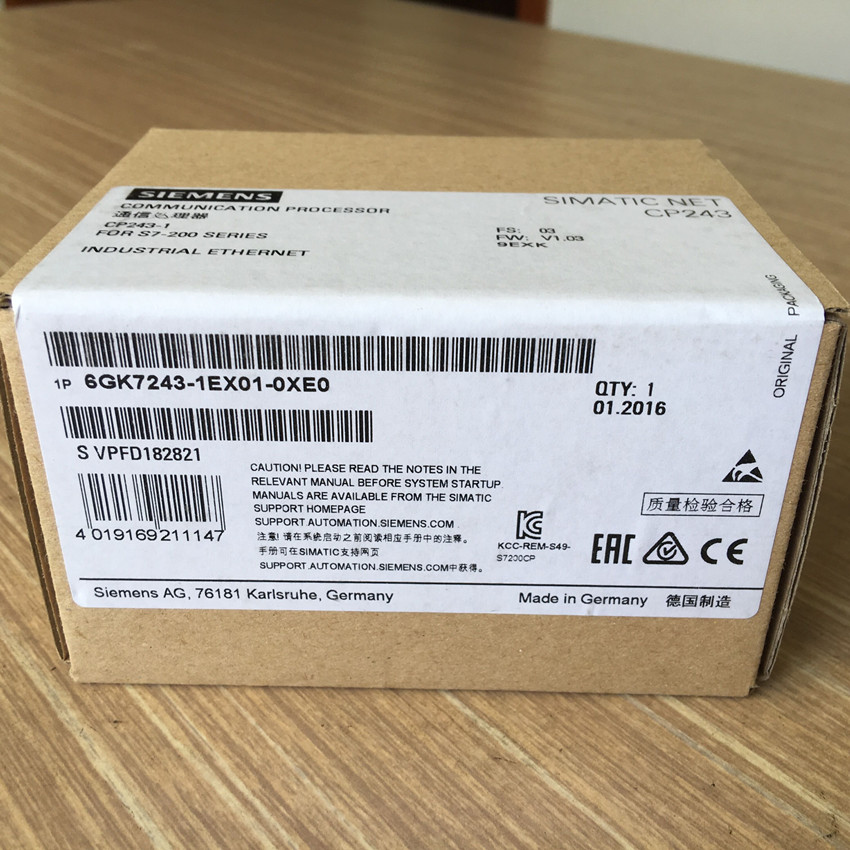 SIEMENS
SIMATIC NET
COMMUNICATION PROCESSOR
CP243
通信处理器
CP243-1
FOR S7-200 SERIES
INDUSTRIAL ETHERNET
FS: 03
FW: V1.03
9EXK
ORIGINAL PACKAGING
1P 6GK7243-1EX01-0XE0
QTY: 1
01.2016
S VPFD182821
4 019169 211147
CAUTION! PLEASE READ THE NOTES IN THE
RELEVANT MANUAL BEFORE SYSTEM STARTUP.
MANUALS ARE AVAILABLE FROM THE SIMATIC
SUPPORT HOMEPAGE
SUPPORT.AUTOMATION.SIEMENS.COM
注意! 请在系统启动之前阅读相应手册中的注释。
手册可在SIMATIC支持网页
SUPPORT.AUTOMATION.SIEMENS.COM中获得。
KCC-REM-S49-
S7200CP
质量检验合格
EAC
CE
Siemens AG, 76181 Karlsruhe, Germany
Made in Germany 德国制造